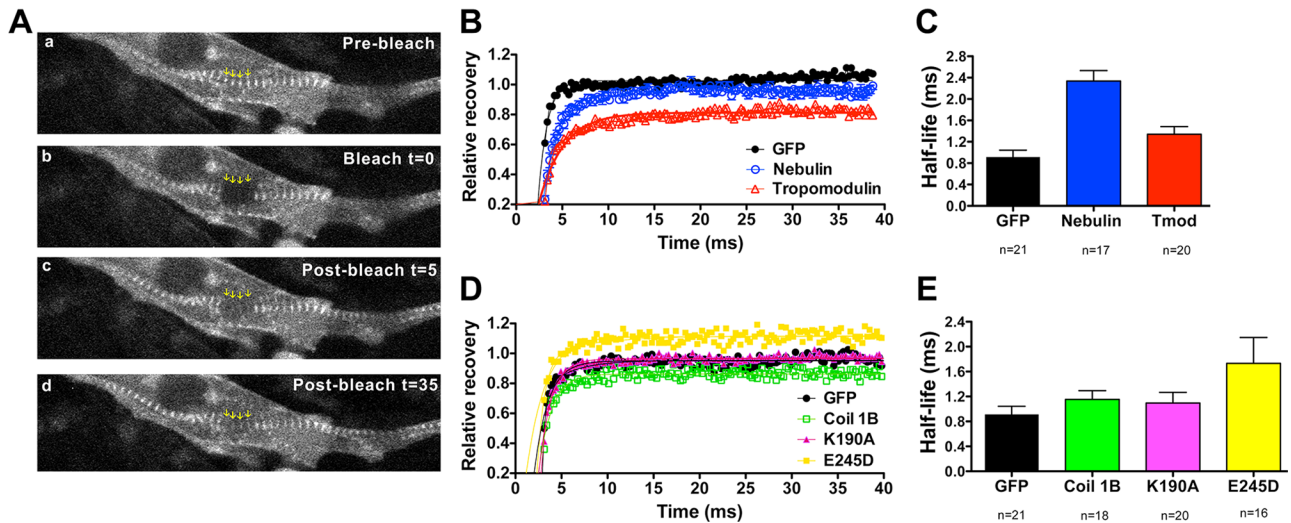 A
a
Pre-bleach
b
Bleach t=0
c
Post-bleach t=5
d
Post-bleach t=35
B
Relative recovery
1.2
1.0
0.8
0.6
0.4
0.2
0 5 10 15 20 25 30 35 40
Time (ms)
GFP
Nebulin
Tropomodulin
C
Half-life (ms)
2.8
2.4
2.0
1.6
1.2
0.8
0.4
0.0
GFP Nebulin Tmod
n=21 n=17 n=20
D
Relative recovery
1.2
1.0
0.8
0.6
0.4
0.2
0 5 10 15 20 25 30 35 40
Time (ms)
GFP
Coil 1B
K190A
E245D
E
Half-life (ms)
2.4
2.0
1.6
1.2
0.8
0.4
0.0
GFP Coil 1B K190A E245D
n=21 n=18 n=20 n=16